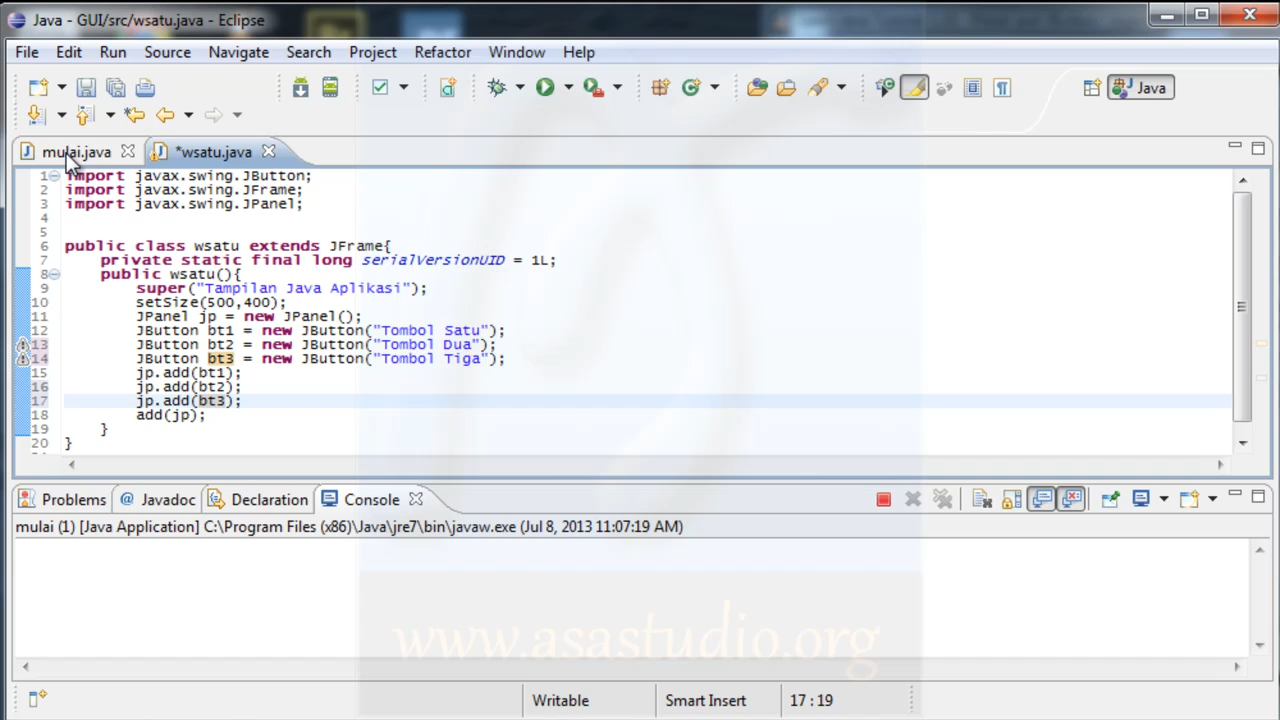 Java - GUI/src/wsatu.java - Eclipse
File Edit Run Source Navigate Search Project Refactor Window Help
Java
mulai.java *wsatu.java
1 import javax.swing.JButton;
2 import javax.swing.JFrame;
3 import javax.swing.JPanel;
4
5
6 public class wsatu extends JFrame{
7 private static final long serialVersionUID = 1L;
8 public wsatu(){
9 super("Tampilan Java Aplikasi");
10 setSize(500,400);
11 JPanel jp = new JPanel();
12 JButton bt1 = new JButton("Tombol Satu");
13 JButton bt2 = new JButton("Tombol Dua");
14 JButton bt3 = new JButton("Tombol Tiga");
15 jp.add(bt1);
16 jp.add(bt2);
17 jp.add(bt3);
18 add(jp);
19 }
20 }
Problems @ Javadoc Declaration Console
mulai (1) [Java Application] C:\Program Files (x86)\Java\jre7\bin\javaw.exe (Jul 8, 2013 11:07:19 AM)
www.asastudio.org
Writable Smart Insert 17 : 19